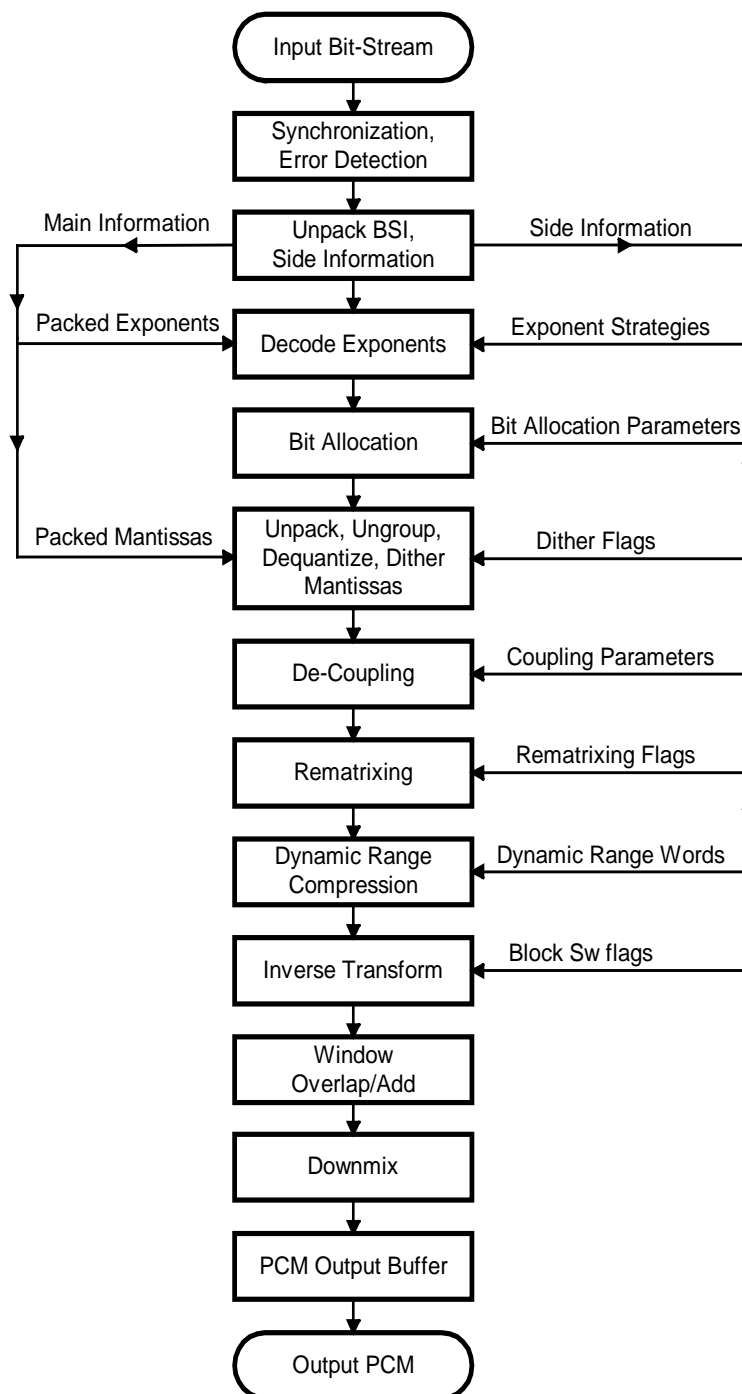 Input Bit-Stream
Synchronization,
Error Detection
Main Information
Unpack BSI,
Side Information
Side Information
Packed Exponents
Decode Exponents
Exponent Strategies
Bit Allocation
Bit Allocation Parameters
Packed Mantissas
Unpack, Ungroup,
Dequantize, Dither
Mantissas
Dither Flags
De-Coupling
Coupling Parameters
Rematrixing
Rematrixing Flags
Dynamic Range
Compression
Dynamic Range Words
Inverse Transform
Block Sw flags
Window
Overlap/Add
Downmix
PCM Output Buffer
Output PCM